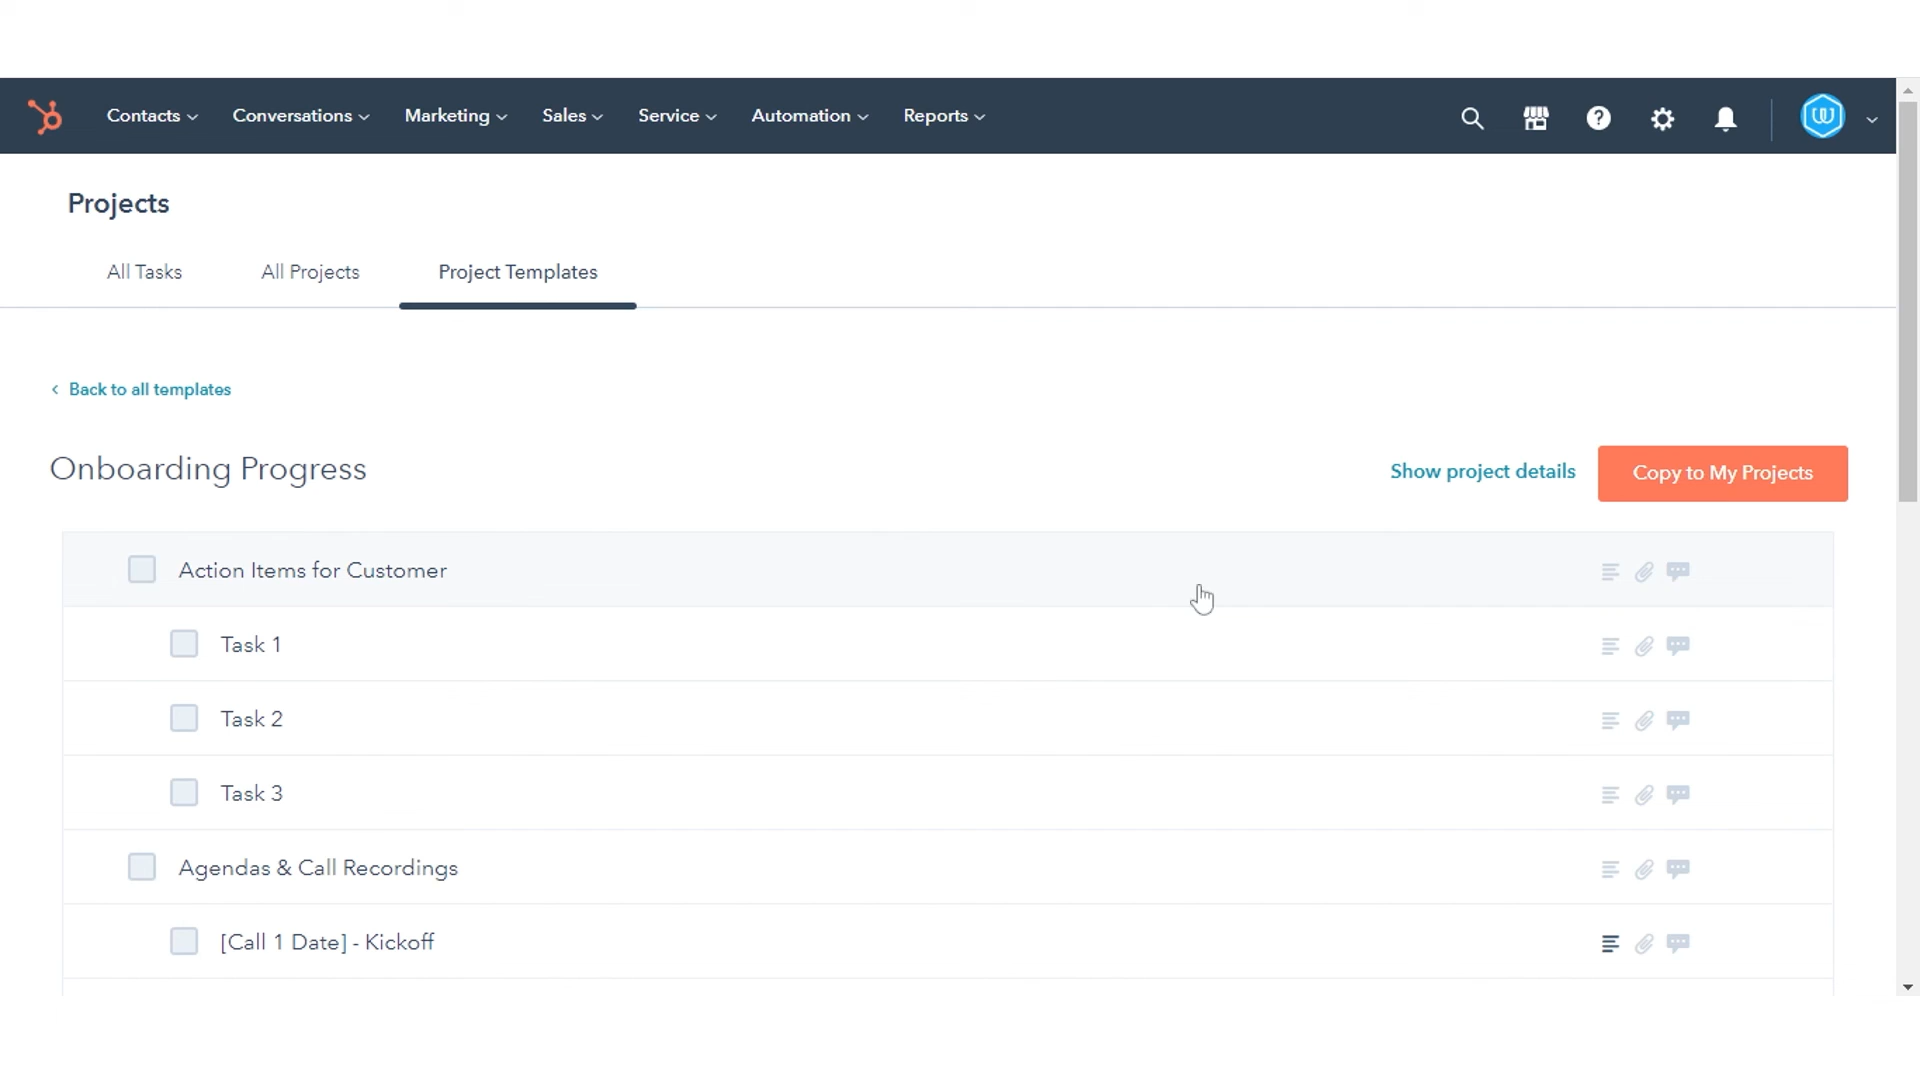 Contacts Conversations Marketing Sales Service Automation Reports
Projects
All Tasks All Projects Project Templates
Back to all templates
Onboarding Progress
Show project details Copy to My Projects
Action Items for Customer
Task 1
Task 2
Task 3
Agendas & Call Recordings
[Call 1 Date] - Kickoff